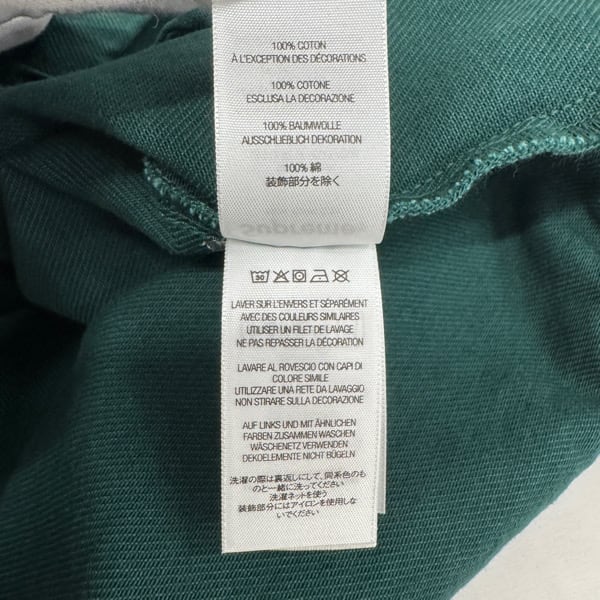 100% COTON
À L'EXCEPTION DES DÉCORATIONS
100% COTONE
ESCLUSA LA DECORAZIONE
100% BAUMWOLLE
AUSSCHLIEBLICH DEKORATION
100% 綿
装飾部分を除く
Supreme
30
LAVER SUR L'ENVERS ET SÉPARÉMENT
AVEC DES COULEURS SIMILAIRES
UTILISER UN FILET DE LAVAGE
NE PAS REPASSER LA DÉCORATION
LAVARE AL ROVESCIO CON CAPI DI
COLORE SIMILE
UTILIZZARE UNA RETE DA LAVAGGIO
NON STIRARE SULLA DECORAZIONE
AUF LINKS UND MIT ÄHNLICHEN
FARBEN ZUSAMMEN WASCHEN
WÄSCHENETZ VERWENDEN
DEKOELEMENTE NICHT BÜGELN
洗濯の際は裏返しにして、同系色のも
のと一緒に洗ってください
洗濯ネットを使う
装飾部分にはアイロンを使用しな
いでください